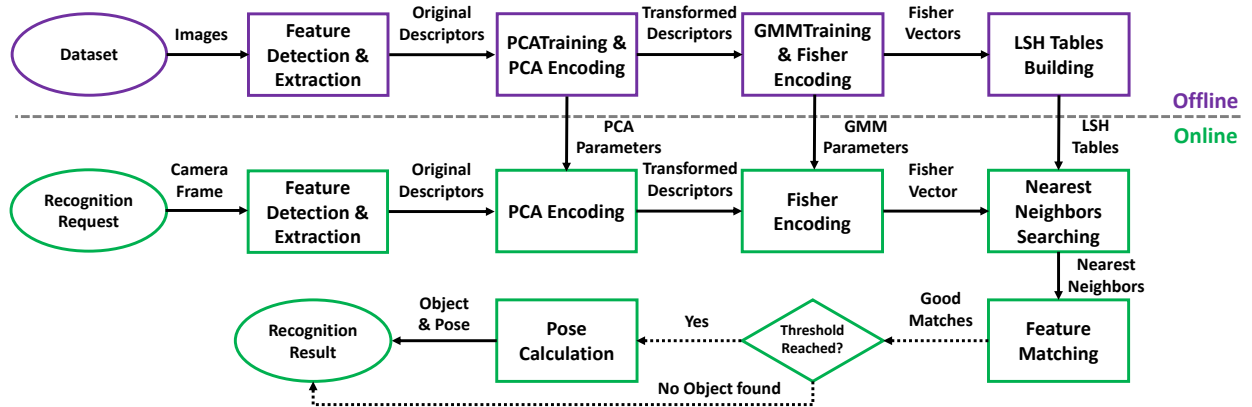 Dataset
Images
Feature
Detection &
Extraction
Original
Descriptors
PCATraining &
PCA Encoding
Transformed
Descriptors
GMMTraining
& Fisher
Encoding
Fisher
Vectors
LSH Tables
Building
Offline
Online
PCA
Parameters
GMM
Parameters
LSH
Tables
Recognition
Request
Camera
Frame
Feature
Detection &
Extraction
Original
Descriptors
PCA Encoding
Transformed
Descriptors
Fisher
Encoding
Fisher
Vector
Nearest
Neighbors
Searching
Nearest
Neighbors
Feature
Matching
Good
Matches
Threshold
Reached?
Yes
Pose
Calculation
Object
& Pose
Recognition
Result
No Object found